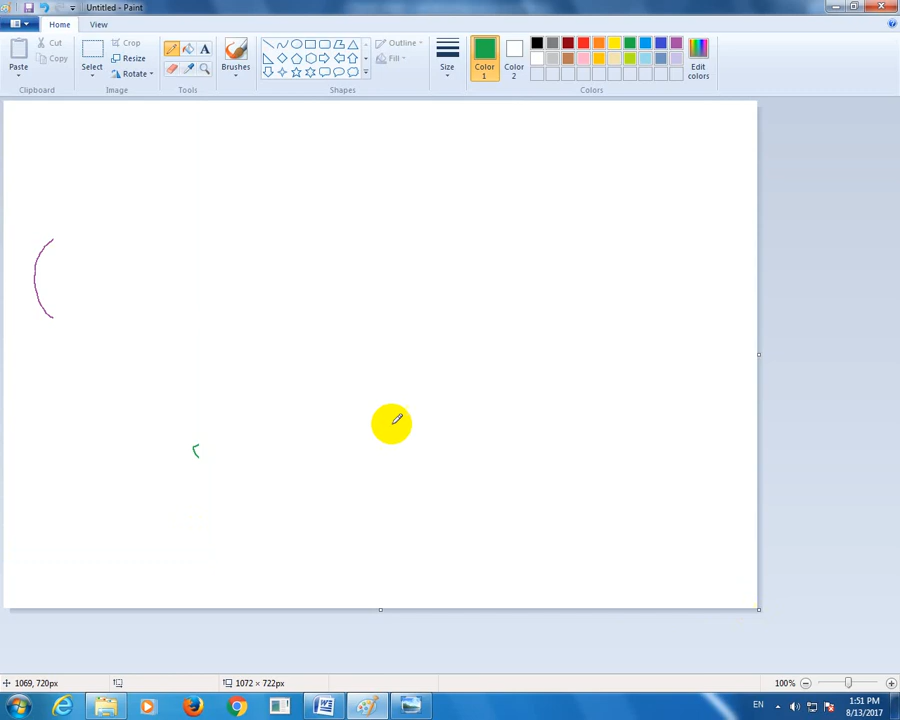 Untitled - Paint
Home View
Paste
Cut
Copy
Clipboard
Select
Crop
Resize
Rotate
Image
A
Tools
Brushes
Shapes
Outline
Fill
Size
Color 1
Color 2
Edit colors
Colors
1069, 720px
1072 × 722px
100%
EN
1:51 PM
8/13/2017